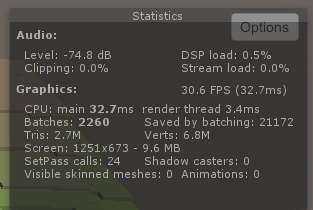 Statistics
Options
Audio:
Level: -74.8 dB DSP load: 0.5%
Clipping: 0.0% Stream load: 0.0%
Graphics: 30.6 FPS (32.7ms)
CPU: main 32.7ms render thread 3.4ms
Batches: 2260 Saved by batching: 21172
Tris: 2.7M Verts: 6.8M
Screen: 1251x673 - 9.6 MB
SetPass calls: 24 Shadow casters: 0
Visible skinned meshes: 0 Animations: 0